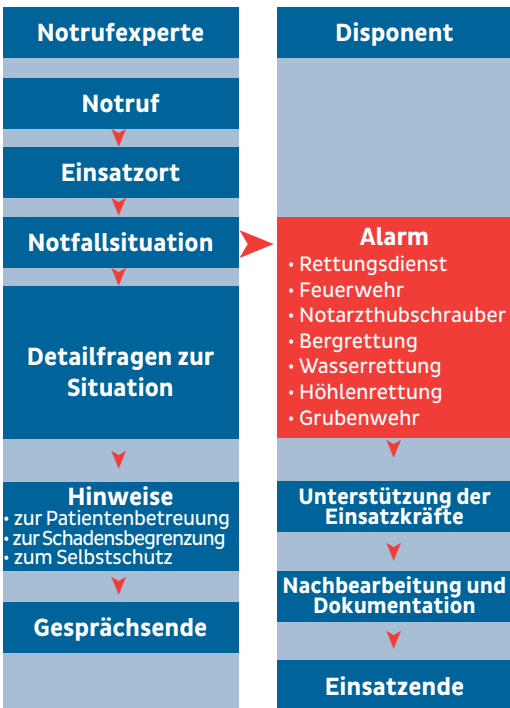 Notrufexperte
Notruf
Einsatzort
Notfallsituation
Detailfragen zur
Situation
Hinweise
• zur Patientenbetreuung
• zur Schadensbegrenzung
• zum Selbstschutz
Gesprächsende
Disponent
Alarm
• Rettungsdienst
• Feuerwehr
• Notarzthubschrauber
• Bergrettung
• Wasserrettung
• Höhlenrettung
• Grubenwehr
Unterstützung der
Einsatzkräfte
Nachbearbeitung und
Dokumentation
Einsatzende